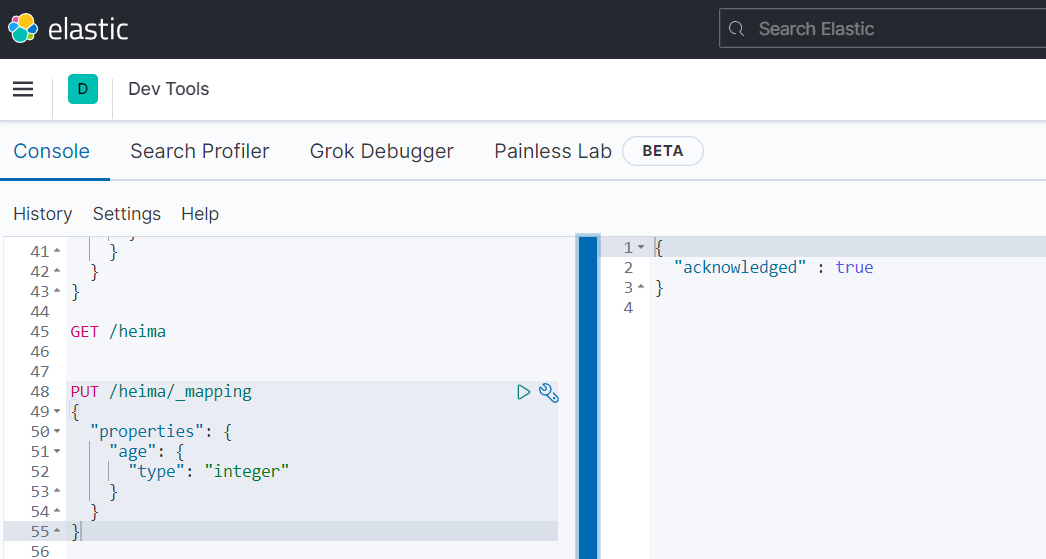 elastic
Search Elastic
D
Dev Tools
Console
Search Profiler
Grok Debugger
Painless Lab
BETA
History
Settings
Help
41 }
42 }
43 }
44
45 GET /heima
46
47
48 PUT /heima/_mapping
49 {
50 "properties": {
51 "age": {
52 "type": "integer"
53 }
54 }
55 }
56
1 {
2 "acknowledged" : true
3 }
4